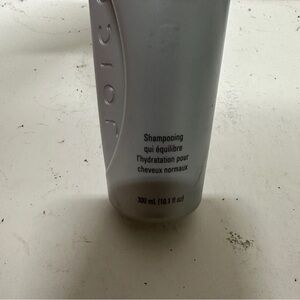 Shampooing
qui équilibre
l'hydratation pour
cheveux normaux
300 mL (10.1 fl oz)